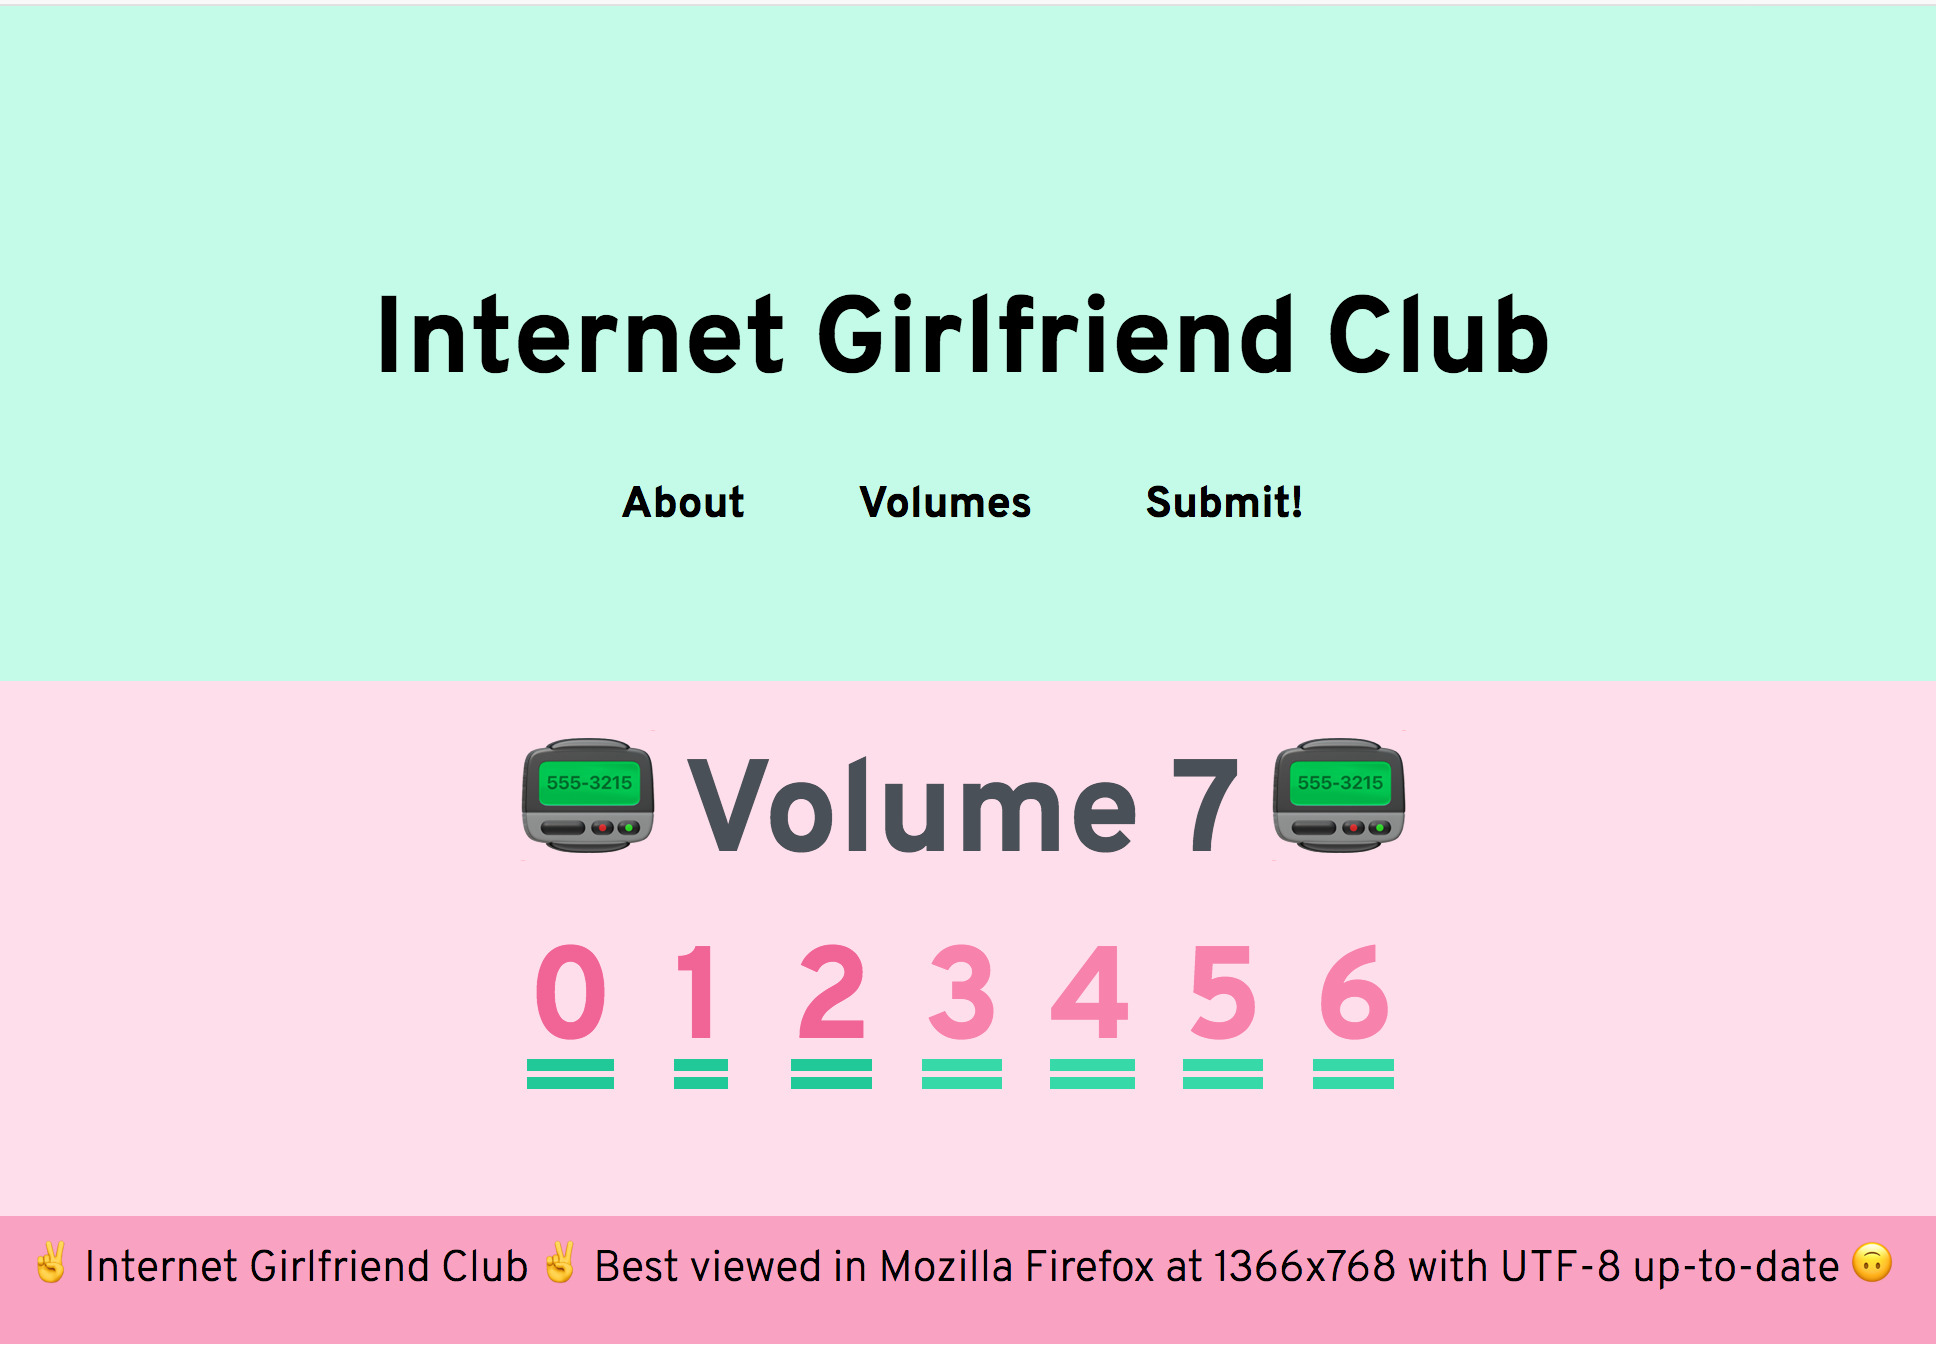 Internet Girlfriend Club
About Volumes Submit!
📟 Volume 7 📟
555-3215 555-3215
0 1 2 3 4 5 6
✌️ Internet Girlfriend Club ✌️ Best viewed in Mozilla Firefox at 1366x768 with UTF-8 up-to-date 🙃